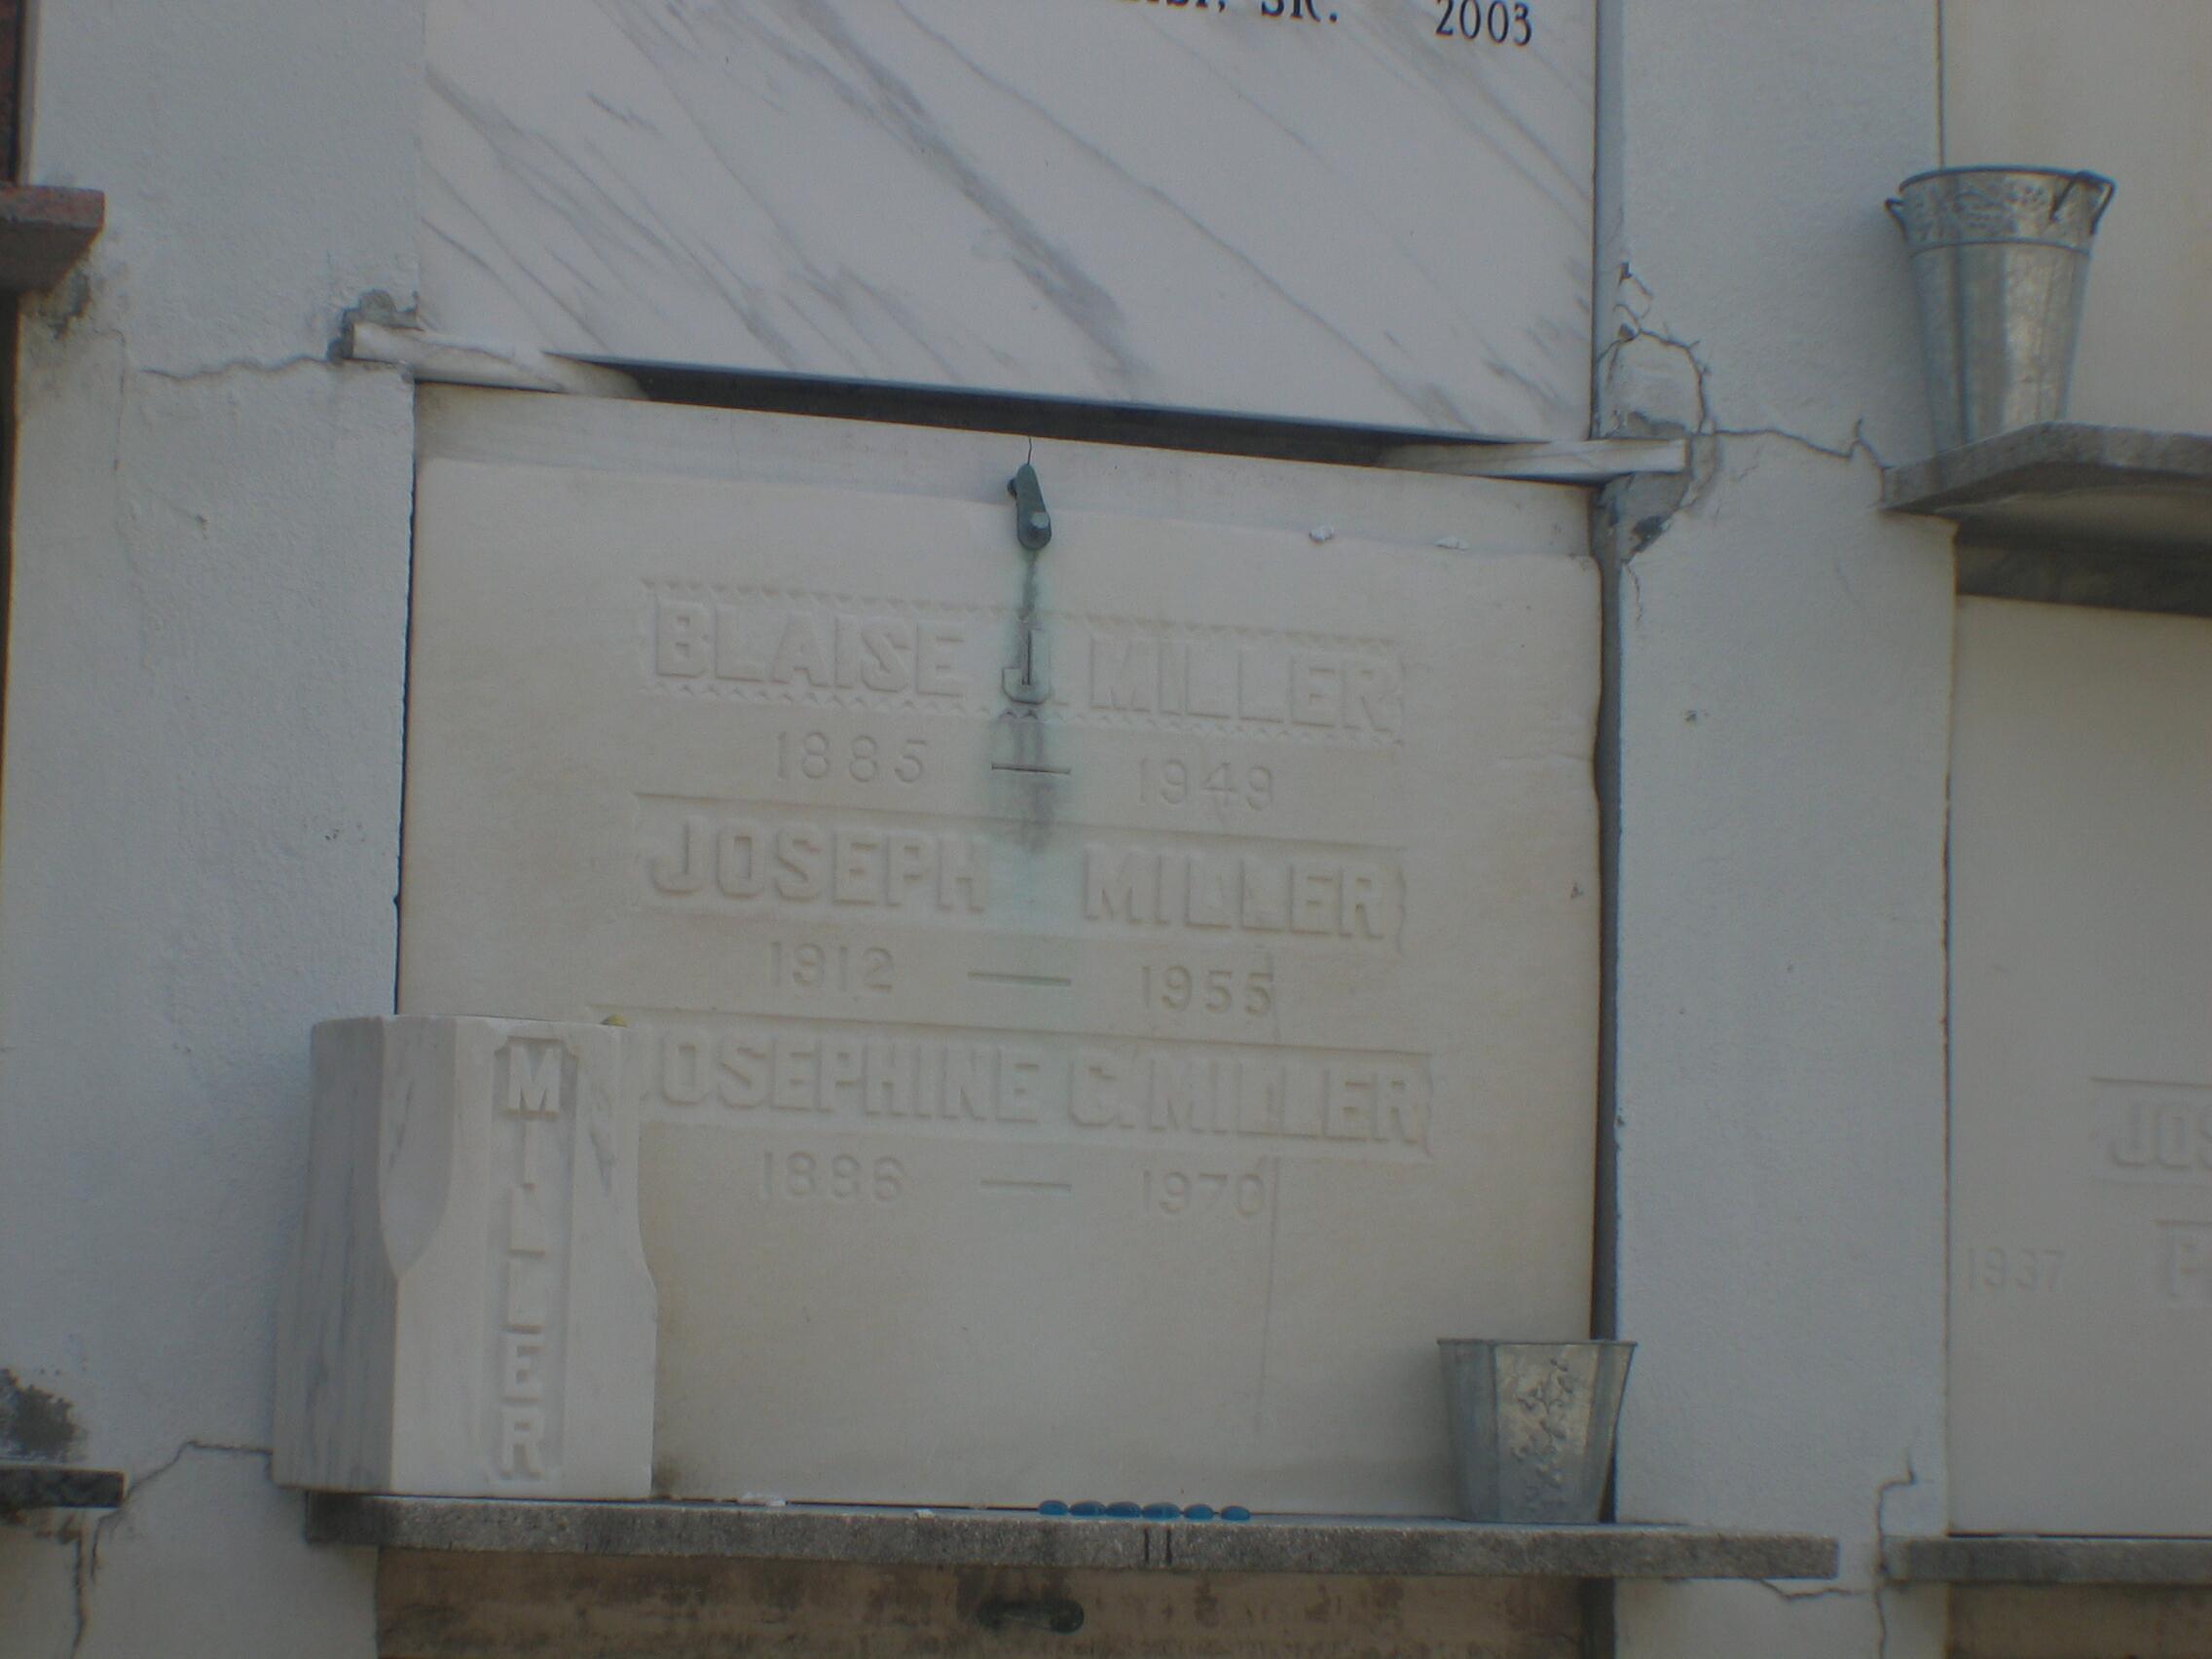 SR. 2003
BLAISE J. MILLER
1885 — 1949
JOSEPH MILLER
1912 — 1955
JOSEPHINE C. MILLER
1886 — 1970
MILLER
1937